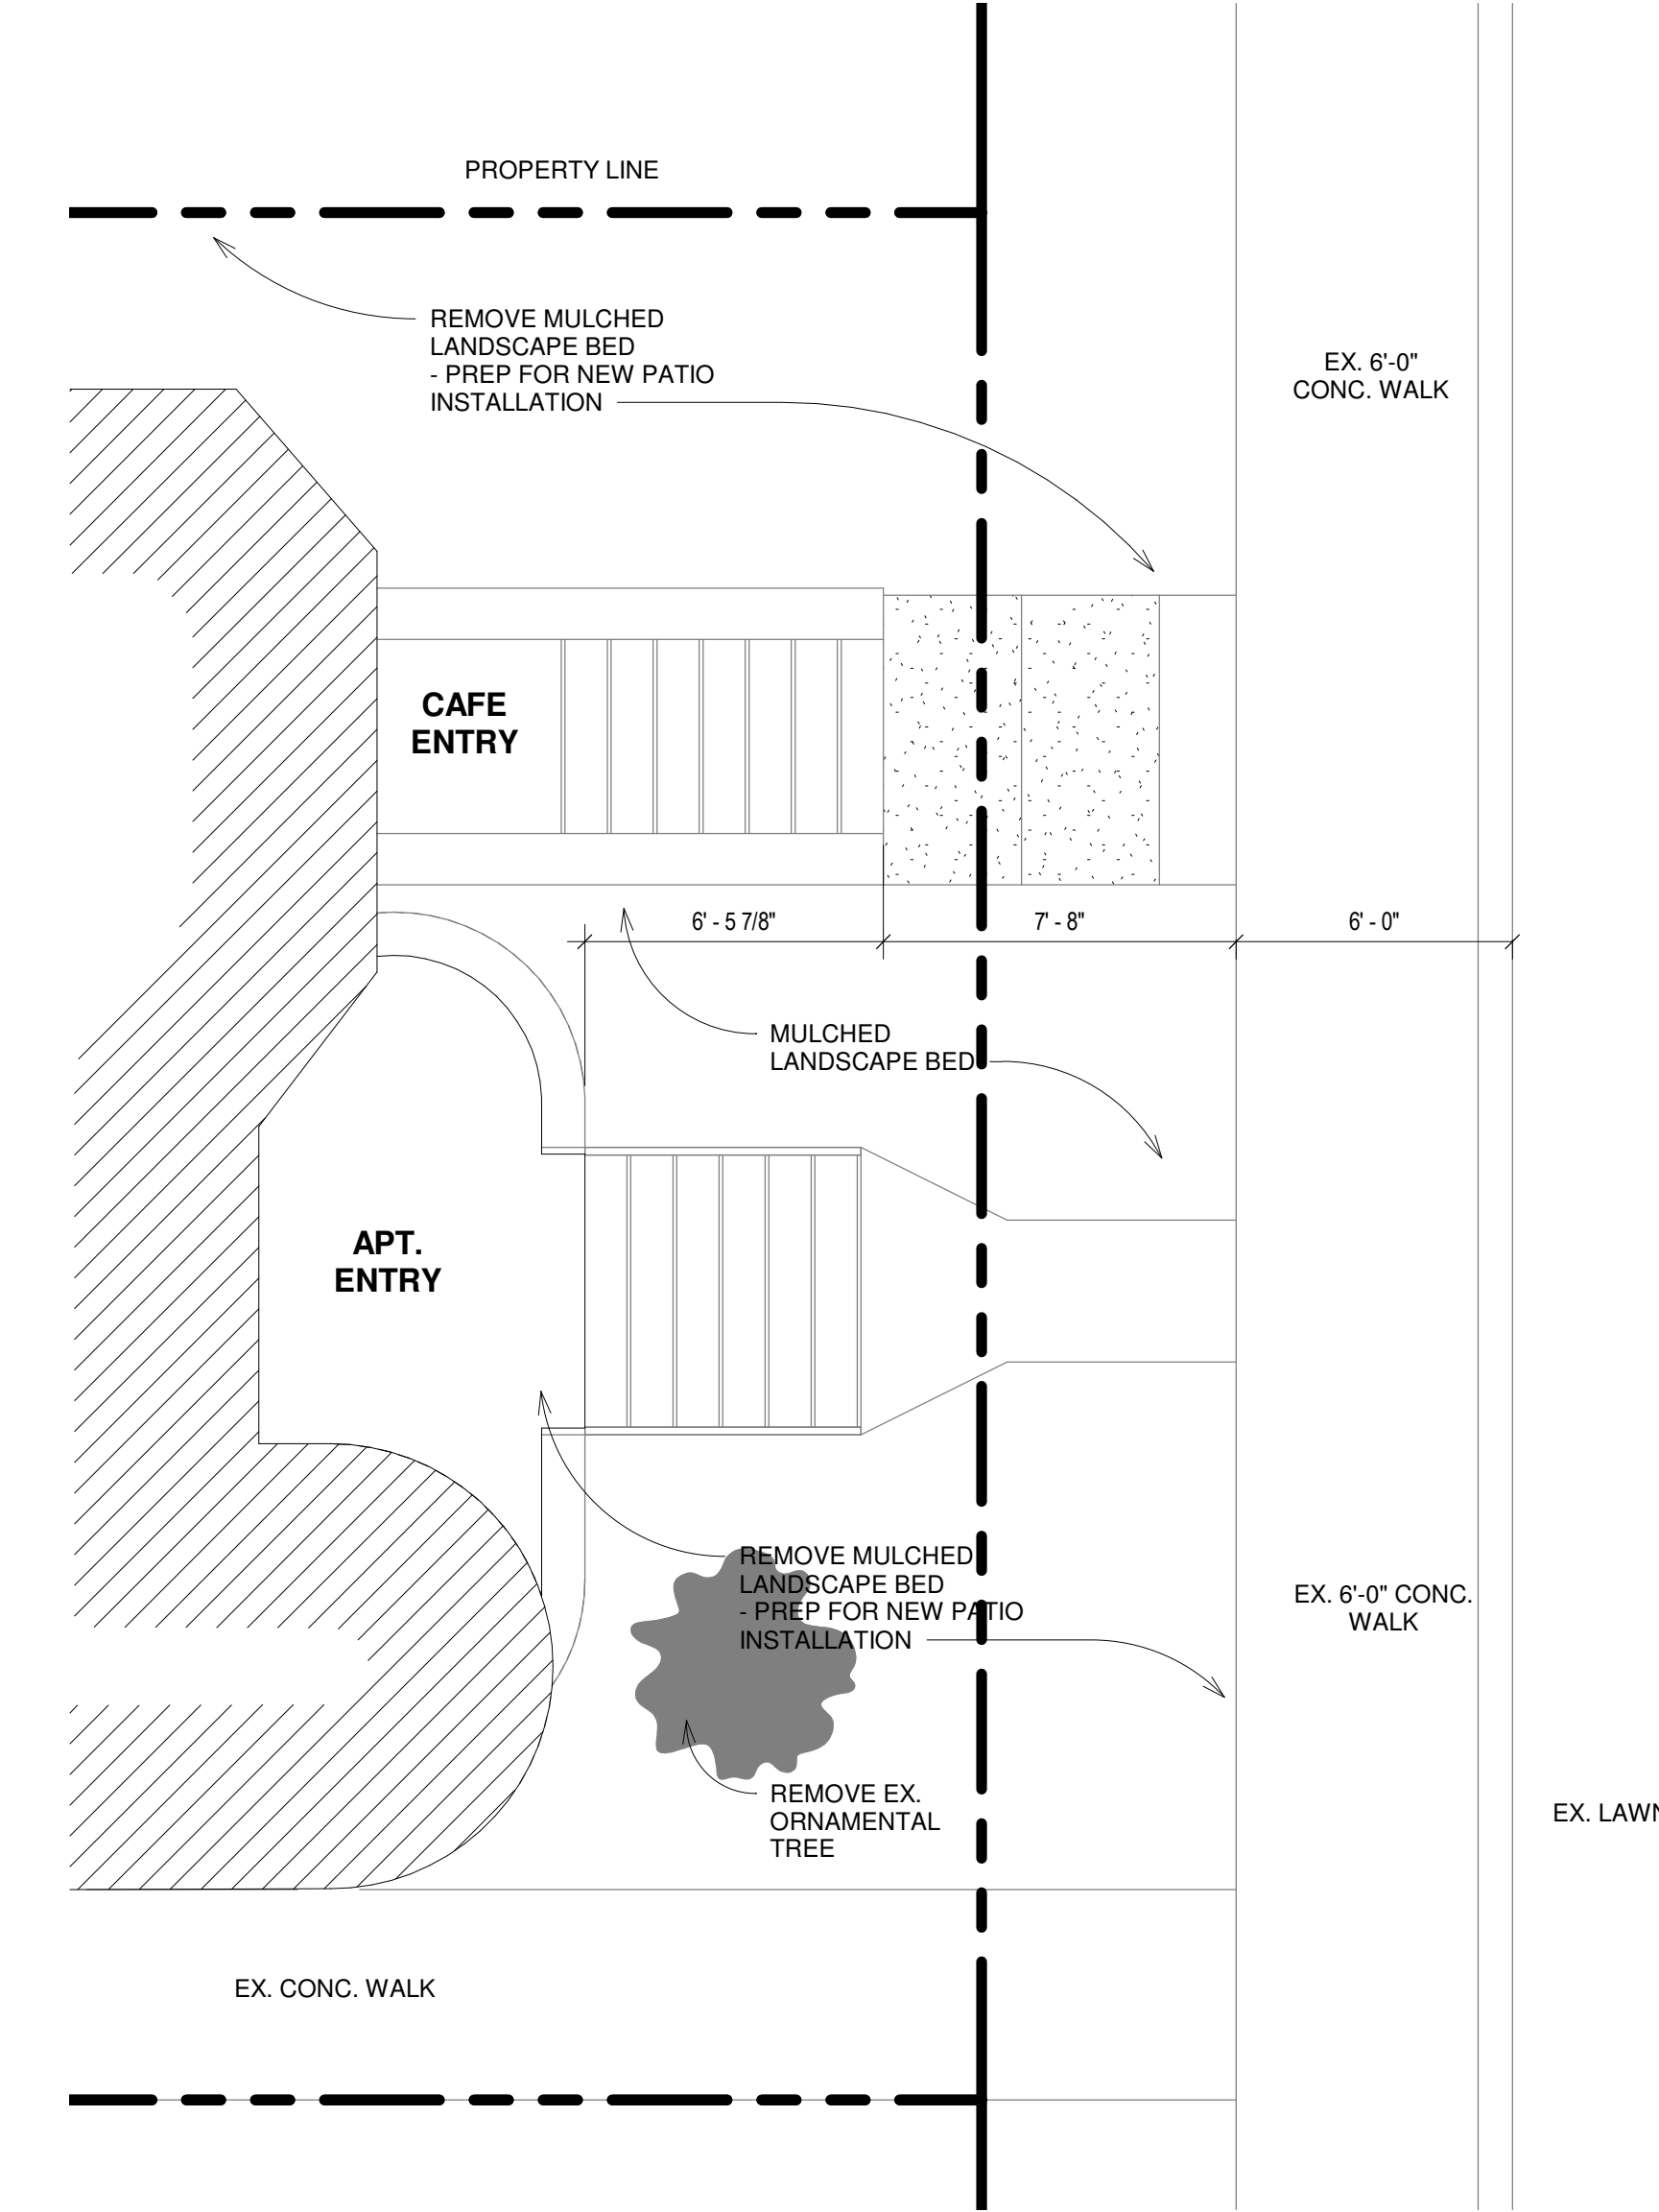 PROPERTY LINE
REMOVE MULCHED
LANDSCAPE BED
- PREP FOR NEW PATIO
INSTALLATION
EX. 6'-0"
CONC. WALK
CAFE
ENTRY
6' - 5 7/8"
7' - 8"
6' - 0"
MULCHED
LANDSCAPE BED
APT.
ENTRY
REMOVE MULCHED
LANDSCAPE BED
- PREP FOR NEW PATIO
INSTALLATION
EX. 6'-0" CONC.
WALK
REMOVE EX.
ORNAMENTAL
TREE
EX. LAWN
EX. CONC. WALK